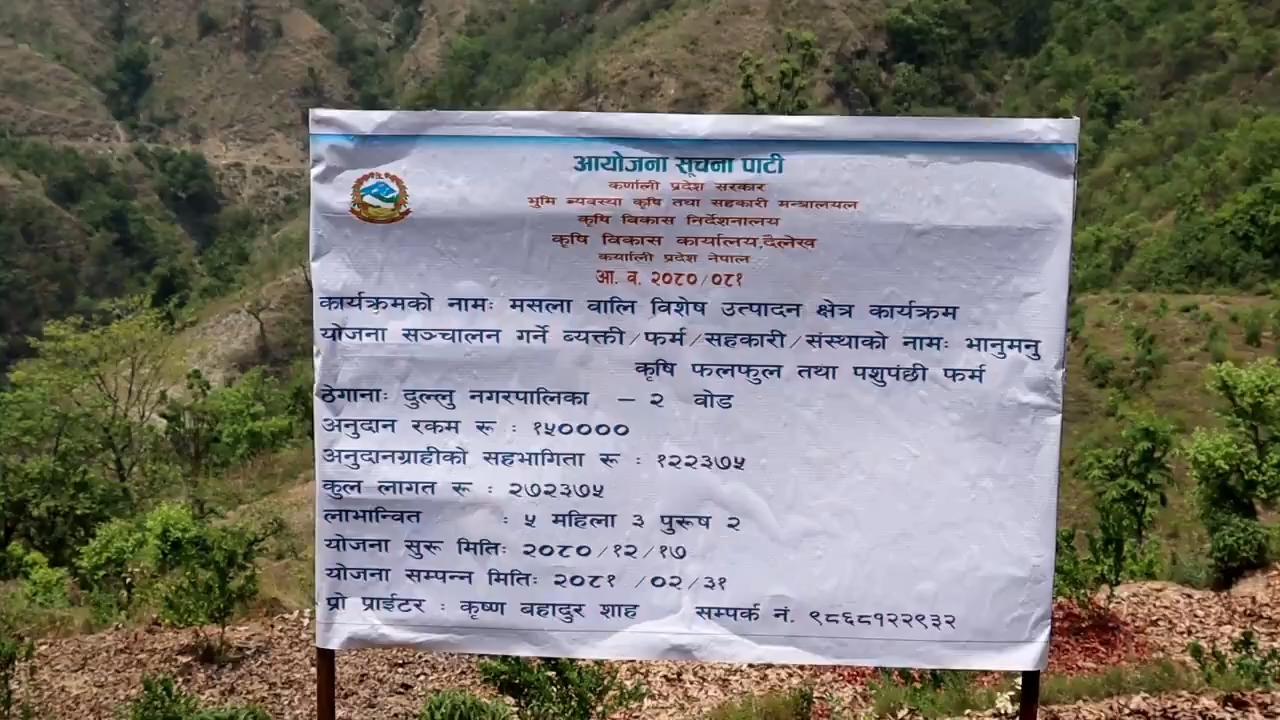 आयोजना सूचना पाटी
कर्णाली प्रदेश सरकार
भुमि ब्यवस्था कृषि तथा सहकारी मन्त्रालयल
कृषि विकास निर्देशनालय
कृषि विकास कार्यालय,दैलेख
कर्याली प्रदेश नेपाल
आ. व. २०८०/०८१
कार्यक्रमको नामः मसला वालि विशेष उत्पादन क्षेत्र कार्यक्रम
योजना सञ्चालन गर्ने ब्यक्ती/फर्म/सहकारी/संस्थाको नामः भानुमनु
कृषि फलफुल तथा पशुपंछी फर्म
ठेगानाः दुल्लु नगरपालिका - २ वोड
अनुदान रकम रू : १५००००
अनुदानग्राहीको सहभागिता रू : १२२३७५
कुल लागत रू : २७२३७५
लाभान्वित : ५ महिला ३ पुरूष २
योजना सुरू मितिः २०८०/१२/१७
योजना सम्पन्न मितिः २०८१ /०२/३१
प्रो प्राईटर : कृष्ण बहादुर शाह सम्पर्क नं. ९८६८१२२९३२